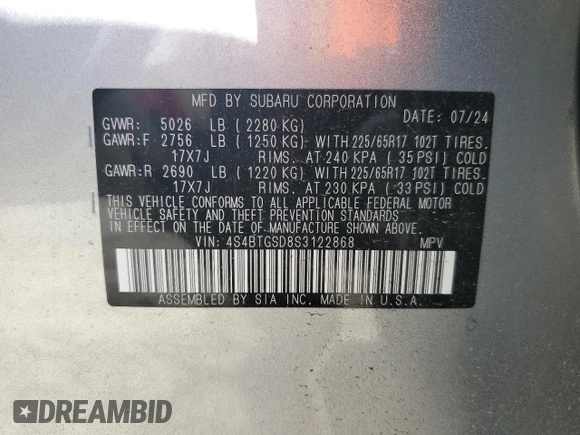 MFD BY SUBARU CORPORATION
GVWR: 5026 LB ( 2280 KG) DATE: 07/24
GAWR:F 2756 LB ( 1250 KG) WITH 225/65R17 102T TIRES.
17X7J RIMS. AT 240 KPA ( 35 PSI) COLD
GAWR:R 2690 LB ( 1220 KG) WITH 225/65R17 102T TIRES.
17X7J RIMS. AT 230 KPA ( 33 PSI) COLD
THIS VEHICLE CONFORMS TO ALL APPLICABLE FEDERAL MOTOR
VEHICLE SAFETY AND THEFT PREVENTION STANDARDS
IN EFFECT ON THE DATE OF MANUFACTURE SHOWN ABOVE.
VIN: 4S4BTGSD8S3122868 MPV
ASSEMBLED BY SIA INC. MADE IN U.S.A.
DREAMBID